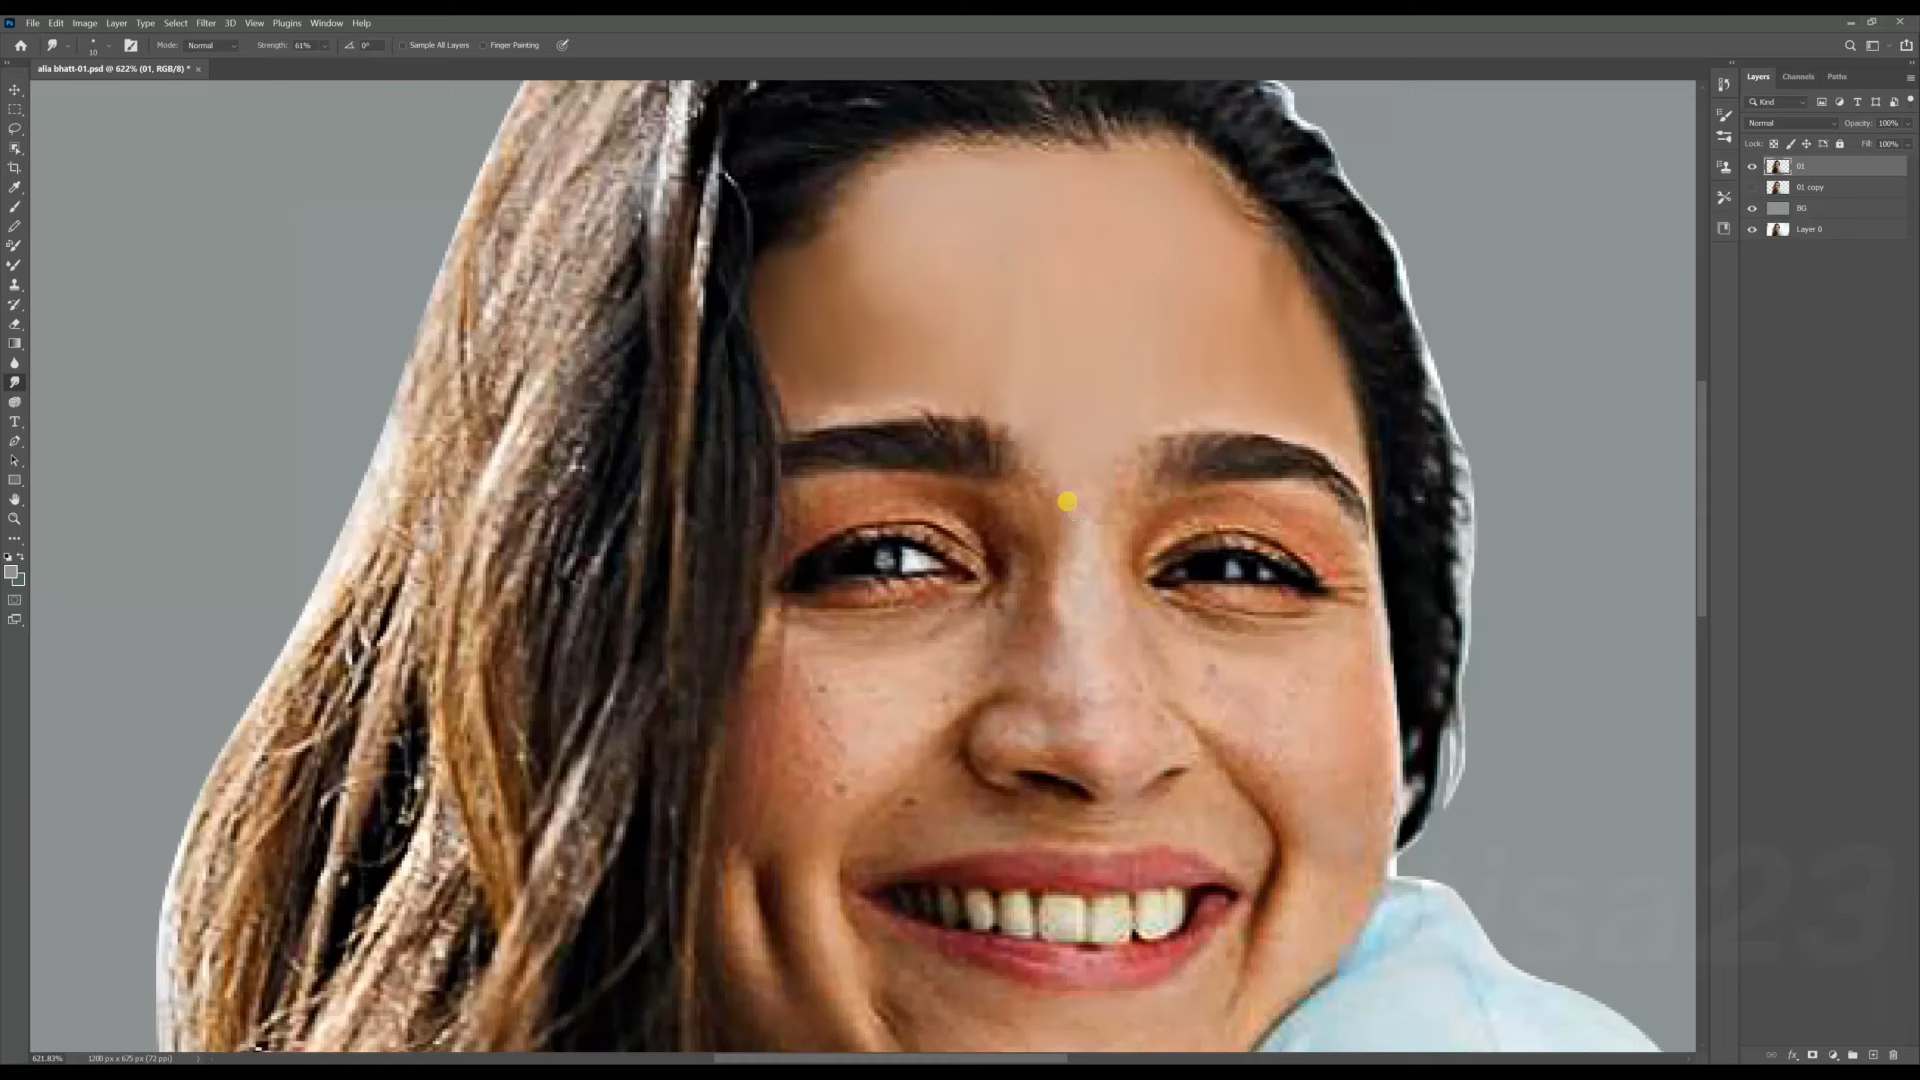 Ps File Edit Image Layer Type Select Filter 3D View Plugins Window Help
10 Mode: Normal Strength: 61% 0° Sample All Layers Finger Painting
alia bhatt-01.psd @ 622% (01, RGB/8) * ×
Layers Channels Paths
Kind
Normal Opacity: 100%
Lock: Fill: 100%
01
01 copy
BG
Layer 0
621.83% 1200 px x 675 px (72 ppi)